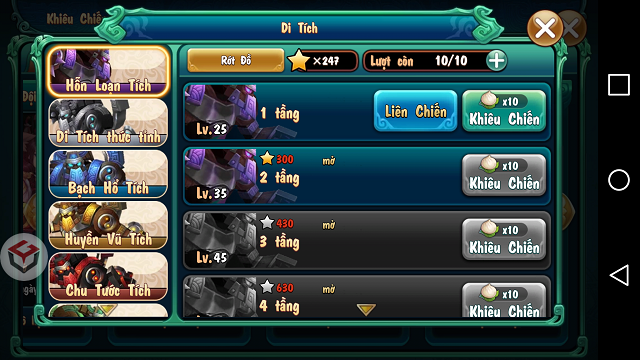 Khiêu Chiế
Di Tích
Rớt Đồ
×247
Lượt còn 10/10
Hỗn Loạn Tích
Di Tích thức tỉnh
Bạch Hổ Tích
Huyền Vũ Tích
Chu Tước Tích
Lv.25
1 tầng
Liên Chiến
x10
Khiêu Chiến
Lv.35
300 mở
2 tầng
x10
Khiêu Chiến
Lv.45
430 mở
3 tầng
x10
Khiêu Chiến
630 mở
4 tầng
x10
Khiêu Chiến